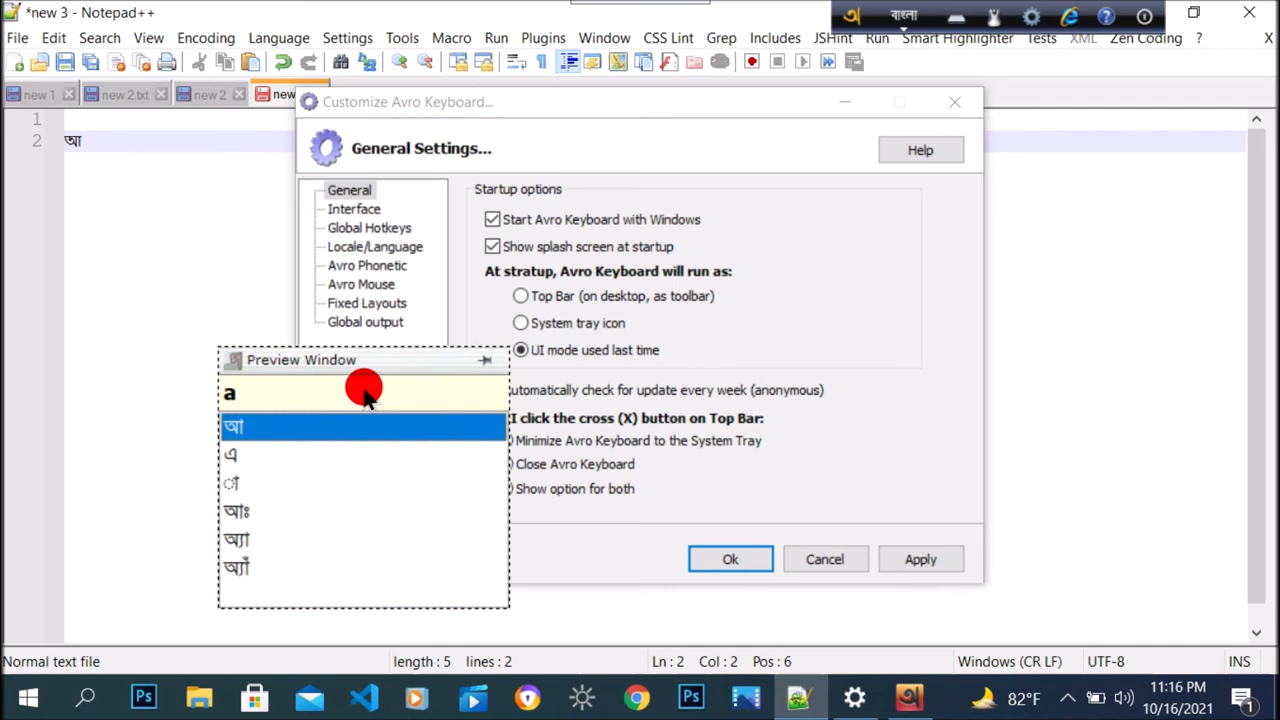 *new 3 - Notepad++
বাংলা
File Edit Search View Encoding Language Settings Tools Macro Run Plugins Window CSS Lint Grep Includes JSHint Run Smart Highlighter Tests XML Zen Coding ? X
new 1 new 2.txt new 2 new
1
2 আ
Customize Avro Keyboard...
General Settings...
Help
General
Interface
Global Hotkeys
Locale/Language
Avro Phonetic
Avro Mouse
Fixed Layouts
Global output
Startup options
Start Avro Keyboard with Windows
Show splash screen at startup
At stratup, Avro Keyboard will run as:
Top Bar (on desktop, as toolbar)
System tray icon
UI mode used last time
utomatically check for update every week (anonymous)
I click the cross (X) button on Top Bar:
Minimize Avro Keyboard to the System Tray
Close Avro Keyboard
Show option for both
Ok Cancel Apply
Preview Window
a
আ
এ
া
আঃ
অ্যা
অ্যাঁ
Normal text file length : 5 lines : 2 Ln : 2 Col : 2 Pos : 6 Windows (CR LF) UTF-8 INS
Ps Ps অ 82°F 11:16 PM
10/16/2021 1